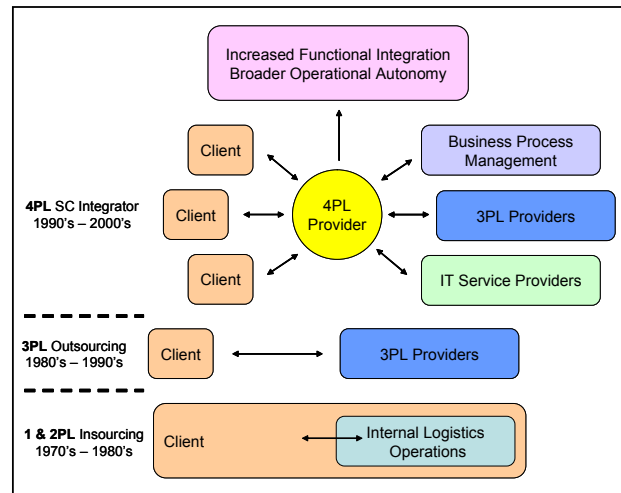 Increased Functional Integration
Broader Operational Autonomy
Client
Business Process
Management
4PL SC Integrator
1990's – 2000's
Client
4PL
Provider
3PL Providers
Client
IT Service Providers
3PL Outsourcing
1980's – 1990's
Client
3PL Providers
1 & 2PL Insourcing
1970's – 1980's
Client
Internal Logistics
Operations